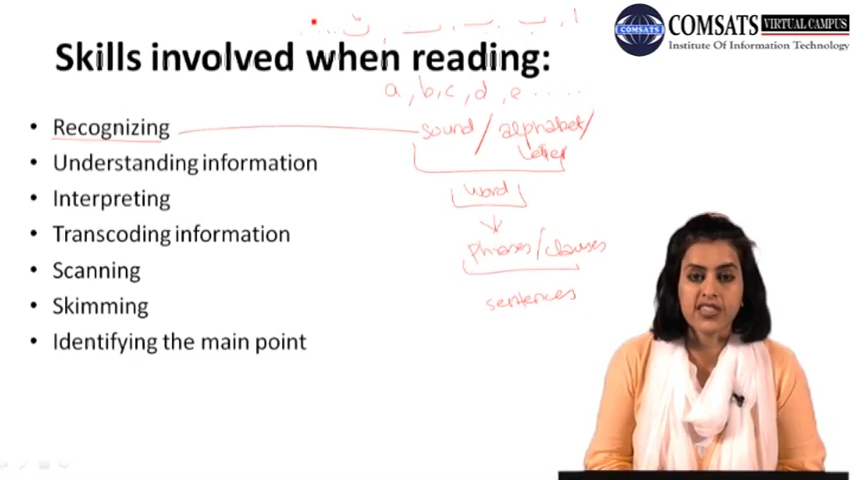 COMSATS VIRTUAL CAMPUS
Institute Of Information Technology
COMSATS
ا ب پ ت ٹ
Skills involved when reading:
a, b, c, d, e .....
• Recognizing
sound / alphabet/
letter
• Understanding information
word
• Interpreting
• Transcoding information
phrases/clauses
• Scanning
sentences
• Skimming
• Identifying the main point